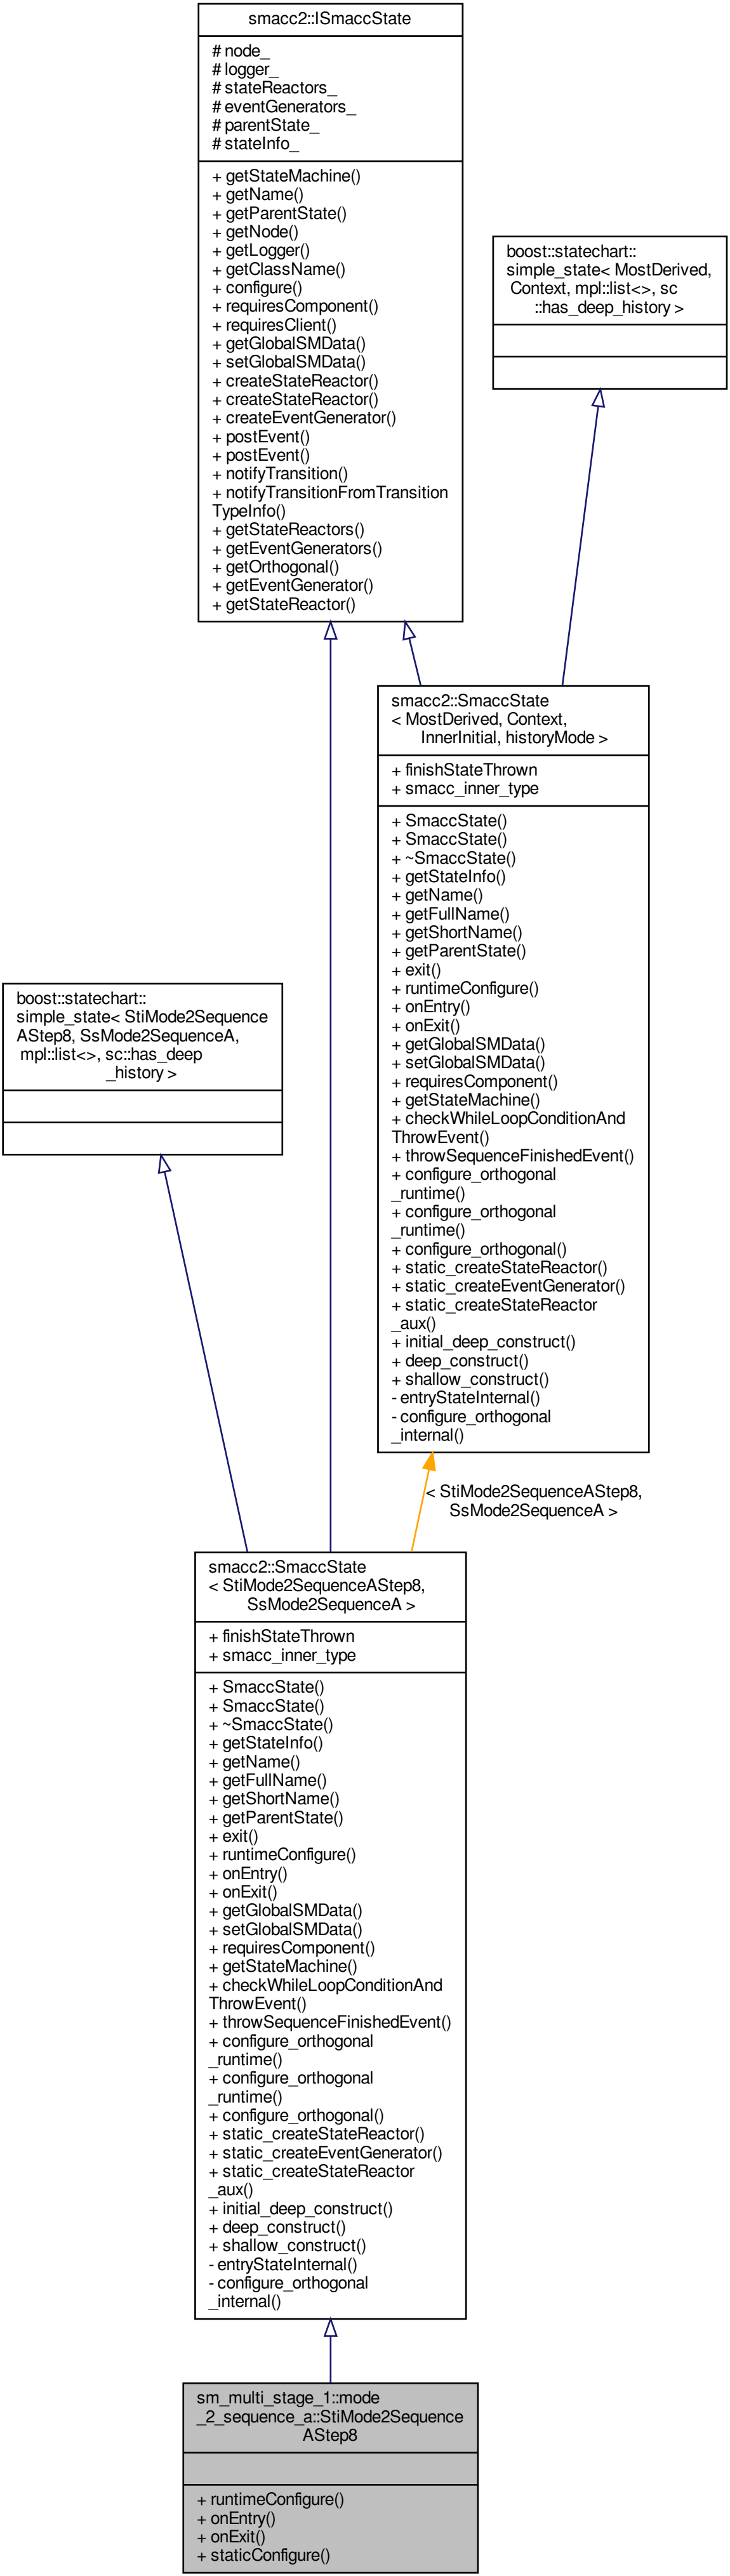 smacc2::ISmaccState
# node_
# logger_
# stateReactors_
# eventGenerators_
# parentState_
# stateInfo_
+ getStateMachine()
+ getName()
+ getParentState()
+ getNode()
+ getLogger()
+ getClassName()
+ configure()
+ requiresComponent()
+ requiresClient()
+ getGlobalSMData()
+ setGlobalSMData()
+ createStateReactor()
+ createStateReactor()
+ createEventGenerator()
+ postEvent()
+ postEvent()
+ notifyTransition()
+ notifyTransitionFromTransition
TypeInfo()
+ getStateReactors()
+ getEventGenerators()
+ getOrthogonal()
+ getEventGenerator()
+ getStateReactor()
boost::statechart::
simple_state< MostDerived,
Context, mpl::list<>, sc
::has_deep_history >
smacc2::SmaccState
< MostDerived, Context,
InnerInitial, historyMode >
+ finishStateThrown
+ smacc_inner_type
+ SmaccState()
+ SmaccState()
+ ~SmaccState()
+ getStateInfo()
+ getName()
+ getFullName()
+ getShortName()
+ getParentState()
+ exit()
+ runtimeConfigure()
+ onEntry()
+ onExit()
+ getGlobalSMData()
+ setGlobalSMData()
+ requiresComponent()
+ getStateMachine()
+ checkWhileLoopConditionAnd
ThrowEvent()
+ throwSequenceFinishedEvent()
+ configure_orthogonal
_runtime()
+ configure_orthogonal
_runtime()
+ configure_orthogonal()
+ static_createStateReactor()
+ static_createEventGenerator()
+ static_createStateReactor
_aux()
+ initial_deep_construct()
+ deep_construct()
+ shallow_construct()
- entryStateInternal()
- configure_orthogonal
_internal()
boost::statechart::
simple_state< StiMode2Sequence
AStep8, SsMode2SequenceA,
mpl::list<>, sc::has_deep
_history >
< StiMode2SequenceAStep8,
SsMode2SequenceA >
smacc2::SmaccState
< StiMode2SequenceAStep8,
SsMode2SequenceA >
+ finishStateThrown
+ smacc_inner_type
+ SmaccState()
+ SmaccState()
+ ~SmaccState()
+ getStateInfo()
+ getName()
+ getFullName()
+ getShortName()
+ getParentState()
+ exit()
+ runtimeConfigure()
+ onEntry()
+ onExit()
+ getGlobalSMData()
+ setGlobalSMData()
+ requiresComponent()
+ getStateMachine()
+ checkWhileLoopConditionAnd
ThrowEvent()
+ throwSequenceFinishedEvent()
+ configure_orthogonal
_runtime()
+ configure_orthogonal
_runtime()
+ configure_orthogonal()
+ static_createStateReactor()
+ static_createEventGenerator()
+ static_createStateReactor
_aux()
+ initial_deep_construct()
+ deep_construct()
+ shallow_construct()
- entryStateInternal()
- configure_orthogonal
_internal()
sm_multi_stage_1::mode
_2_sequence_a::StiMode2Sequence
AStep8
+ runtimeConfigure()
+ onEntry()
+ onExit()
+ staticConfigure()